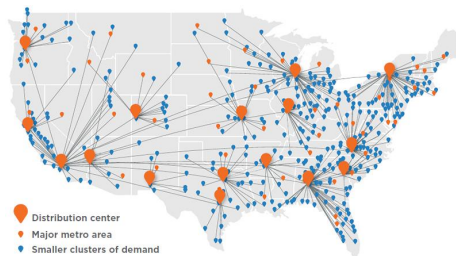 Distribution center
Major metro area
Smaller clusters of demand